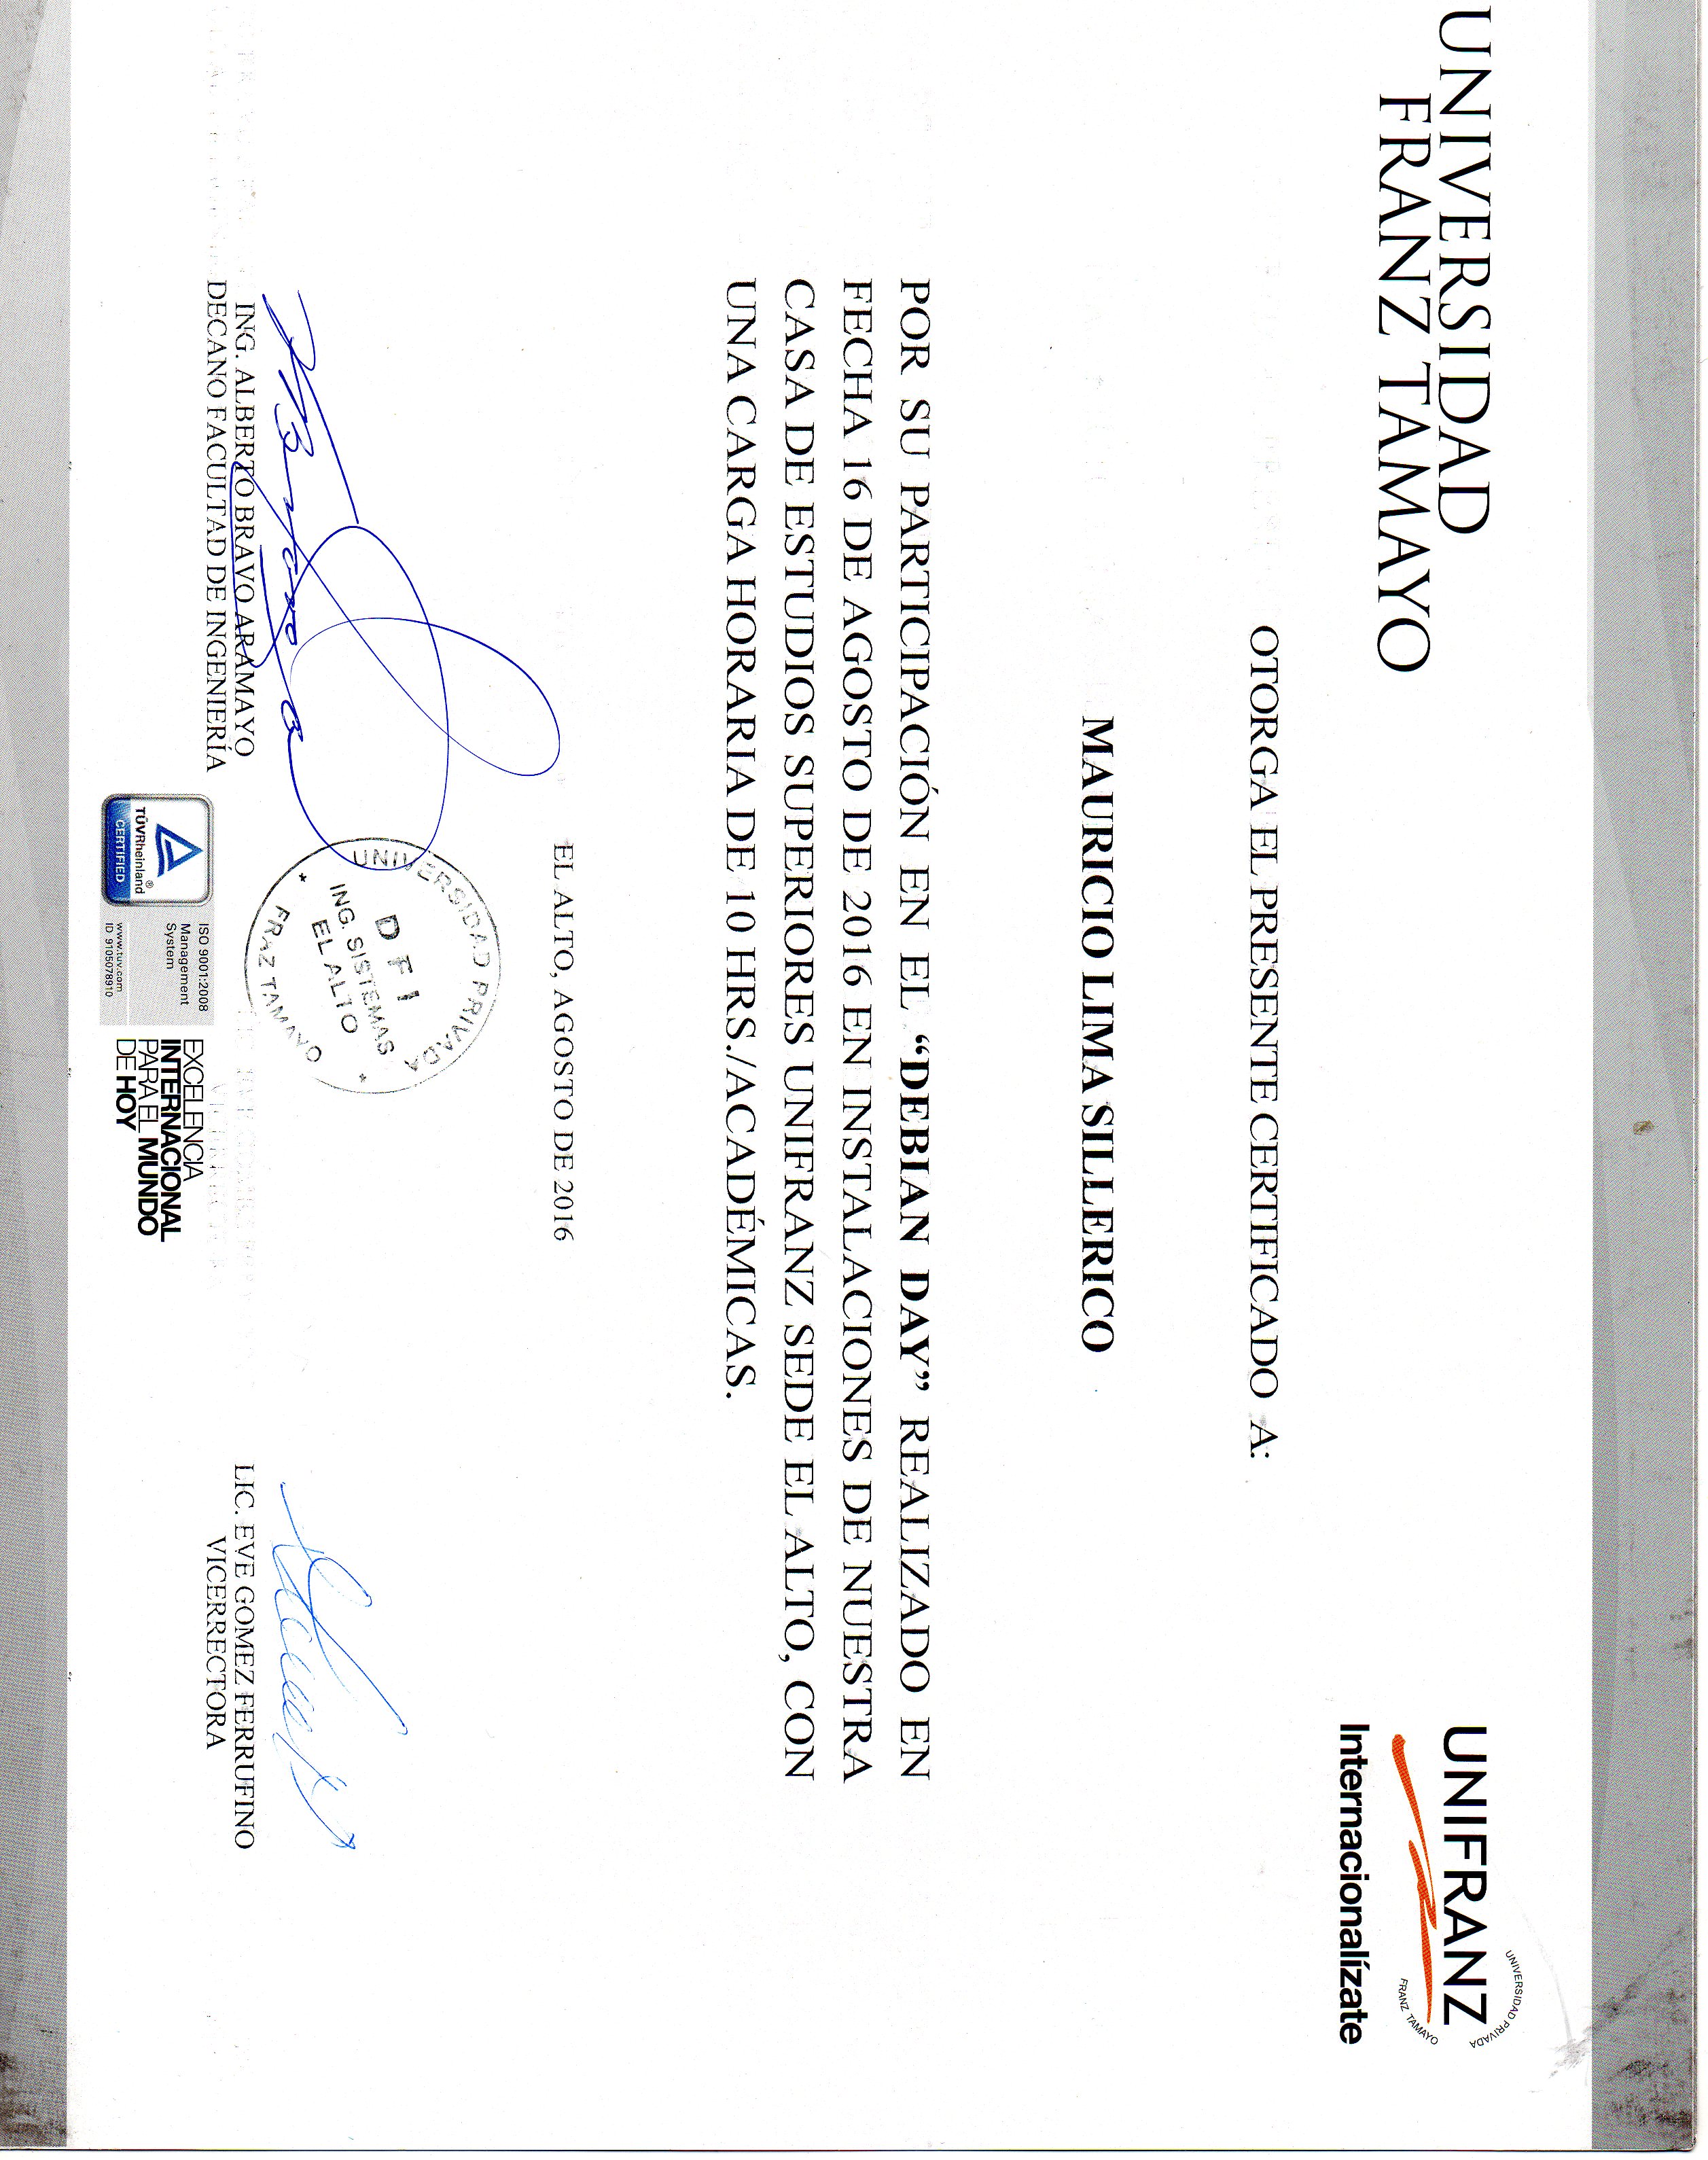 UNIVERSIDAD
FRANZ TAMAYO
UNIFRANZ
UNIVERSIDAD PRIVADA
FRANZ TAMAYO
Internacionalízate
OTORGA EL PRESENTE CERTIFICADO A:
MAURICIO LIMA SILLERICO
POR SU PARTICIPACIÓN EN EL “DEBIAN DAY” REALIZADO EN
FECHA 16 DE AGOSTO DE 2016 EN INSTALACIONES DE NUESTRA
CASA DE ESTUDIOS SUPERIORES UNIFRANZ SEDE EL ALTO, CON
UNA CARGA HORARIA DE 10 HRS./ACADÉMICAS.
EL ALTO, AGOSTO DE 2016
UNIVERSIDAD PRIVADA
D F I
ING. SISTEMAS
EL ALTO
* FRAZ TAMAYO *
ING. ALBERTO BRAVO ARAMAYO
DECANO FACULTAD DE INGENIERÍA
LIC. EVE GOMEZ FERRUFINO
VICERRECTORA
TÜVRheinland®
CERTIFIED
ISO 9001:2008
Management
System
www.tuv.com
ID 9105078910
EXCELENCIA
INTERNACIONAL
PARA EL MUNDO
DE HOY